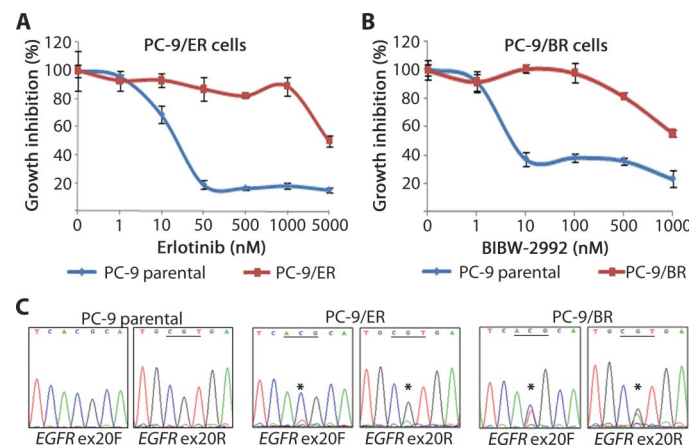 A
PC-9/ER cells
Growth inhibition (%)
120
100
80
60
40
20
0 1 10 50 500 1000 5000
Erlotinib (nM)
PC-9 parental PC-9/ER
B
PC-9/BR cells
Growth inhibition (%)
120
100
80
60
40
20
0 1 10 100 500 1000
BIBW-2992 (nM)
PC-9 parental PC-9/BR
C
PC-9 parental PC-9/ER PC-9/BR
T C A C G C A T G C G T G A T C A C G C A T G C G T G A T C A C G C A T G C G T G A
* * * *
EGFR ex20F EGFR ex20R EGFR ex20F EGFR ex20R EGFR ex20F EGFR ex20R